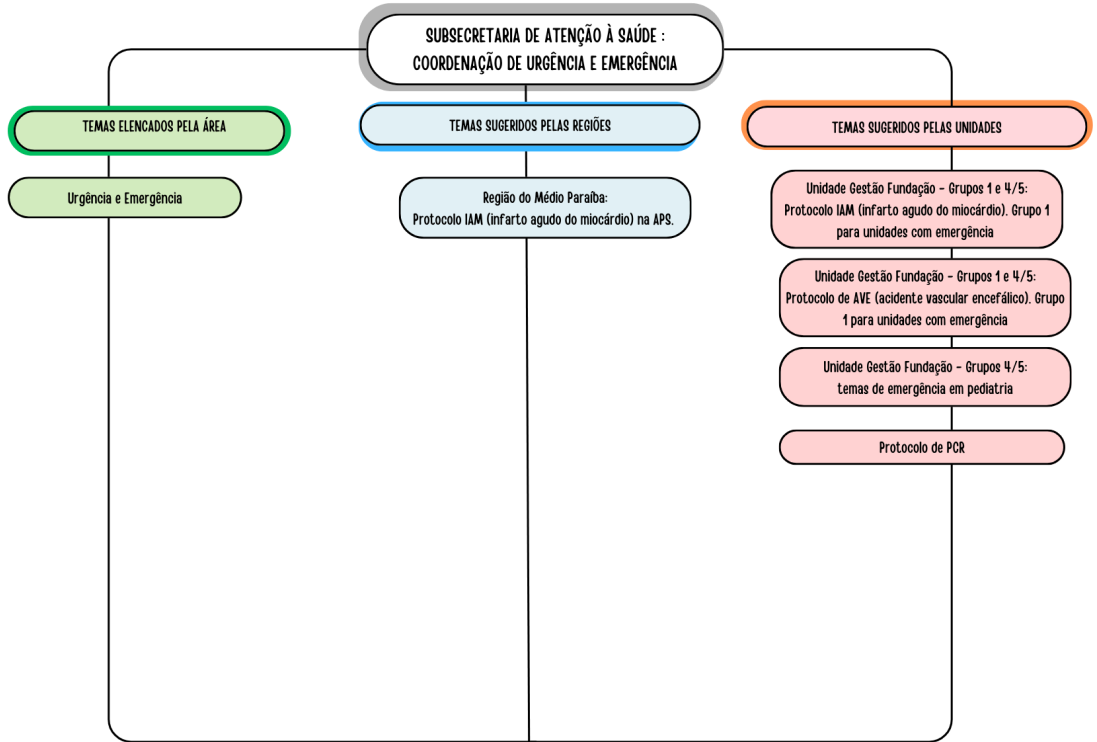 SUBSECRETARIA DE ATENÇÃO À SAÚDE :
COORDENAÇÃO DE URGÊNCIA E EMERGÊNCIA
TEMAS ELENCADOS PELA ÁREA
Urgência e Emergência
TEMAS SUGERIDOS PELAS REGIÕES
Região do Médio Paraíba:
Protocolo IAM (infarto agudo do miocárdio) na APS.
TEMAS SUGERIDOS PELAS UNIDADES
Unidade Gestão Fundação - Grupos 1 e 4/5:
Protocolo IAM (infarto agudo do miocárdio). Grupo 1
para unidades com emergência
Unidade Gestão Fundação - Grupos 1 e 4/5:
Protocolo de AVE (acidente vascular encefálico). Grupo
1 para unidades com emergência
Unidade Gestão Fundação - Grupos 4/5:
temas de emergência em pediatria
Protocolo de PCR